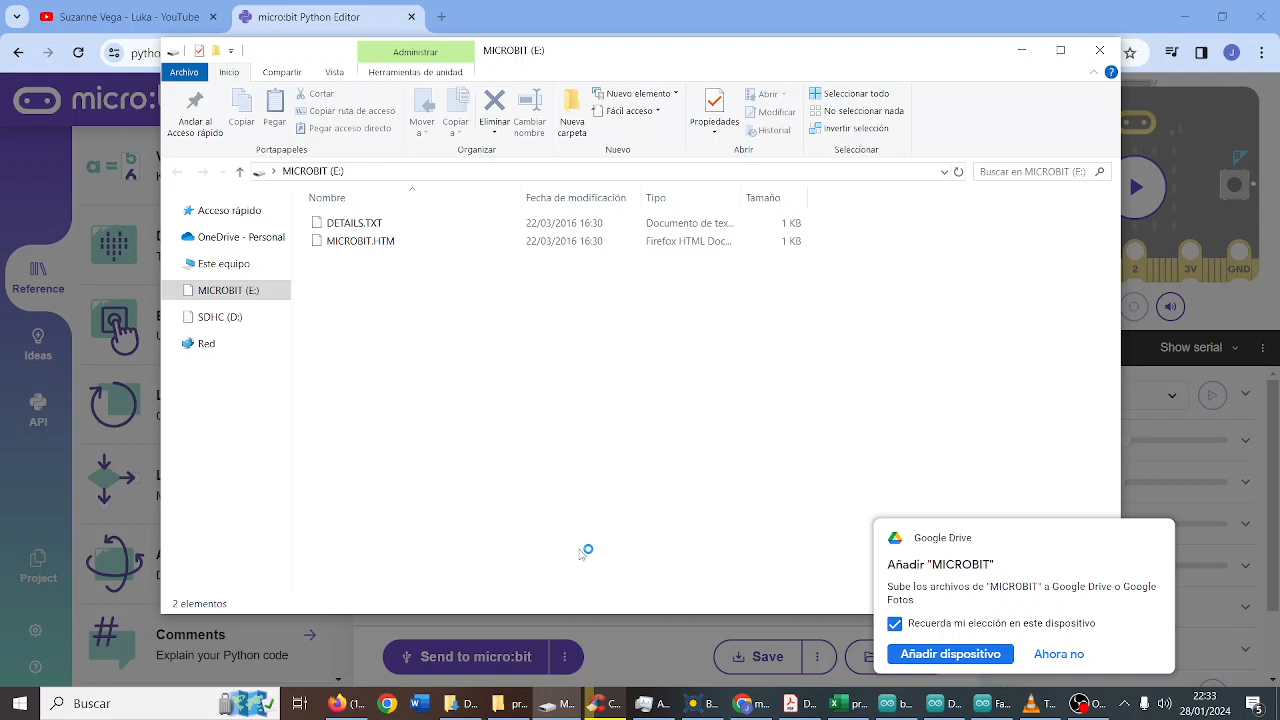 Suzanne Vega - Luka - YouTube
microbit Python Editor
pytho
J
Administrar
MICROBIT (E:)
Archivo
Inicio
Compartir
Vista
Herramientas de unidad
Anclar al
Acceso rápido
Copiar
Pegar
Cortar
Copiar ruta de acceso
Pegar acceso directo
Portapapeles
Mover
a
Copiar
a
Eliminar
Cambiar
nombre
Organizar
Nueva
carpeta
Nuevo elemento
Fácil acceso
Nuevo
Propiedades
Abrir
Modificar
Historial
Abrir
Seleccionar todo
No seleccionar nada
Invertir selección
Seleccionar
MICROBIT (E:)
Buscar en MICROBIT (E:)
Nombre
Fecha de modificación
Tipo
Tamaño
DETAILS.TXT
22/03/2016 16:30
Documento de tex...
1 KB
MICROBIT.HTM
22/03/2016 16:30
Firefox HTML Doc...
1 KB
Acceso rápido
OneDrive - Personal
Este equipo
MICROBIT (E:)
SDHC (D:)
Red
2 elementos
micro:
Reference
Ideas
API
Project
Comments
Explain your Python code
2
3V
GND
Show serial
Send to micro:bit
Save
Google Drive
Añadir "MICROBIT"
Sube los archivos de "MICROBIT" a Google Drive o Google
Fotos
Recuerda mi elección en este dispositivo
Añadir dispositivo
Ahora no
Buscar
O...
W...
D...
pr...
M...
C...
A...
B...
m...
D...
pr...
D...
D...
Fa...
T...
O...
22:33
28/01/2024